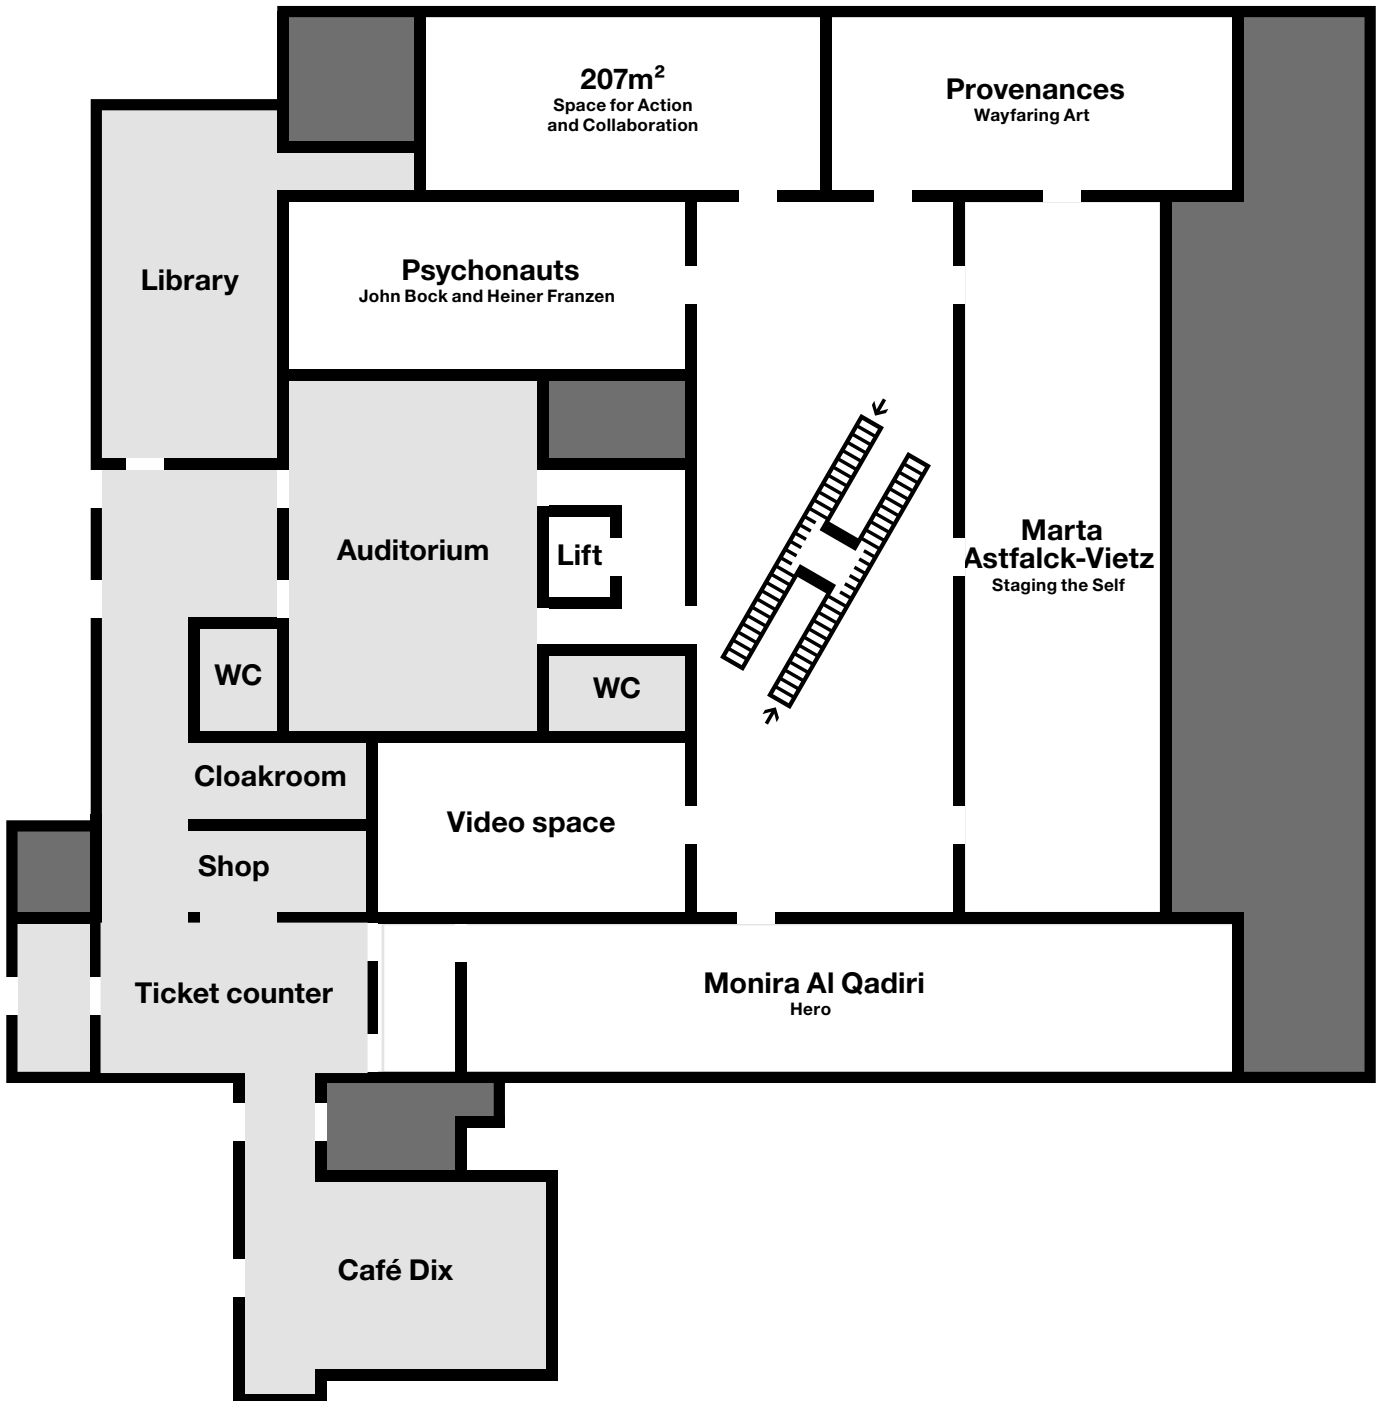 207m²
Space for Action
and Collaboration
Provenances
Wayfaring Art
Library
Psychonauts
John Bock and Heiner Franzen
Auditorium
Lift
Marta
Astfalck-Vietz
Staging the Self
WC
WC
Cloakroom
Video space
Shop
Ticket counter
Monira Al Qadiri
Hero
Café Dix